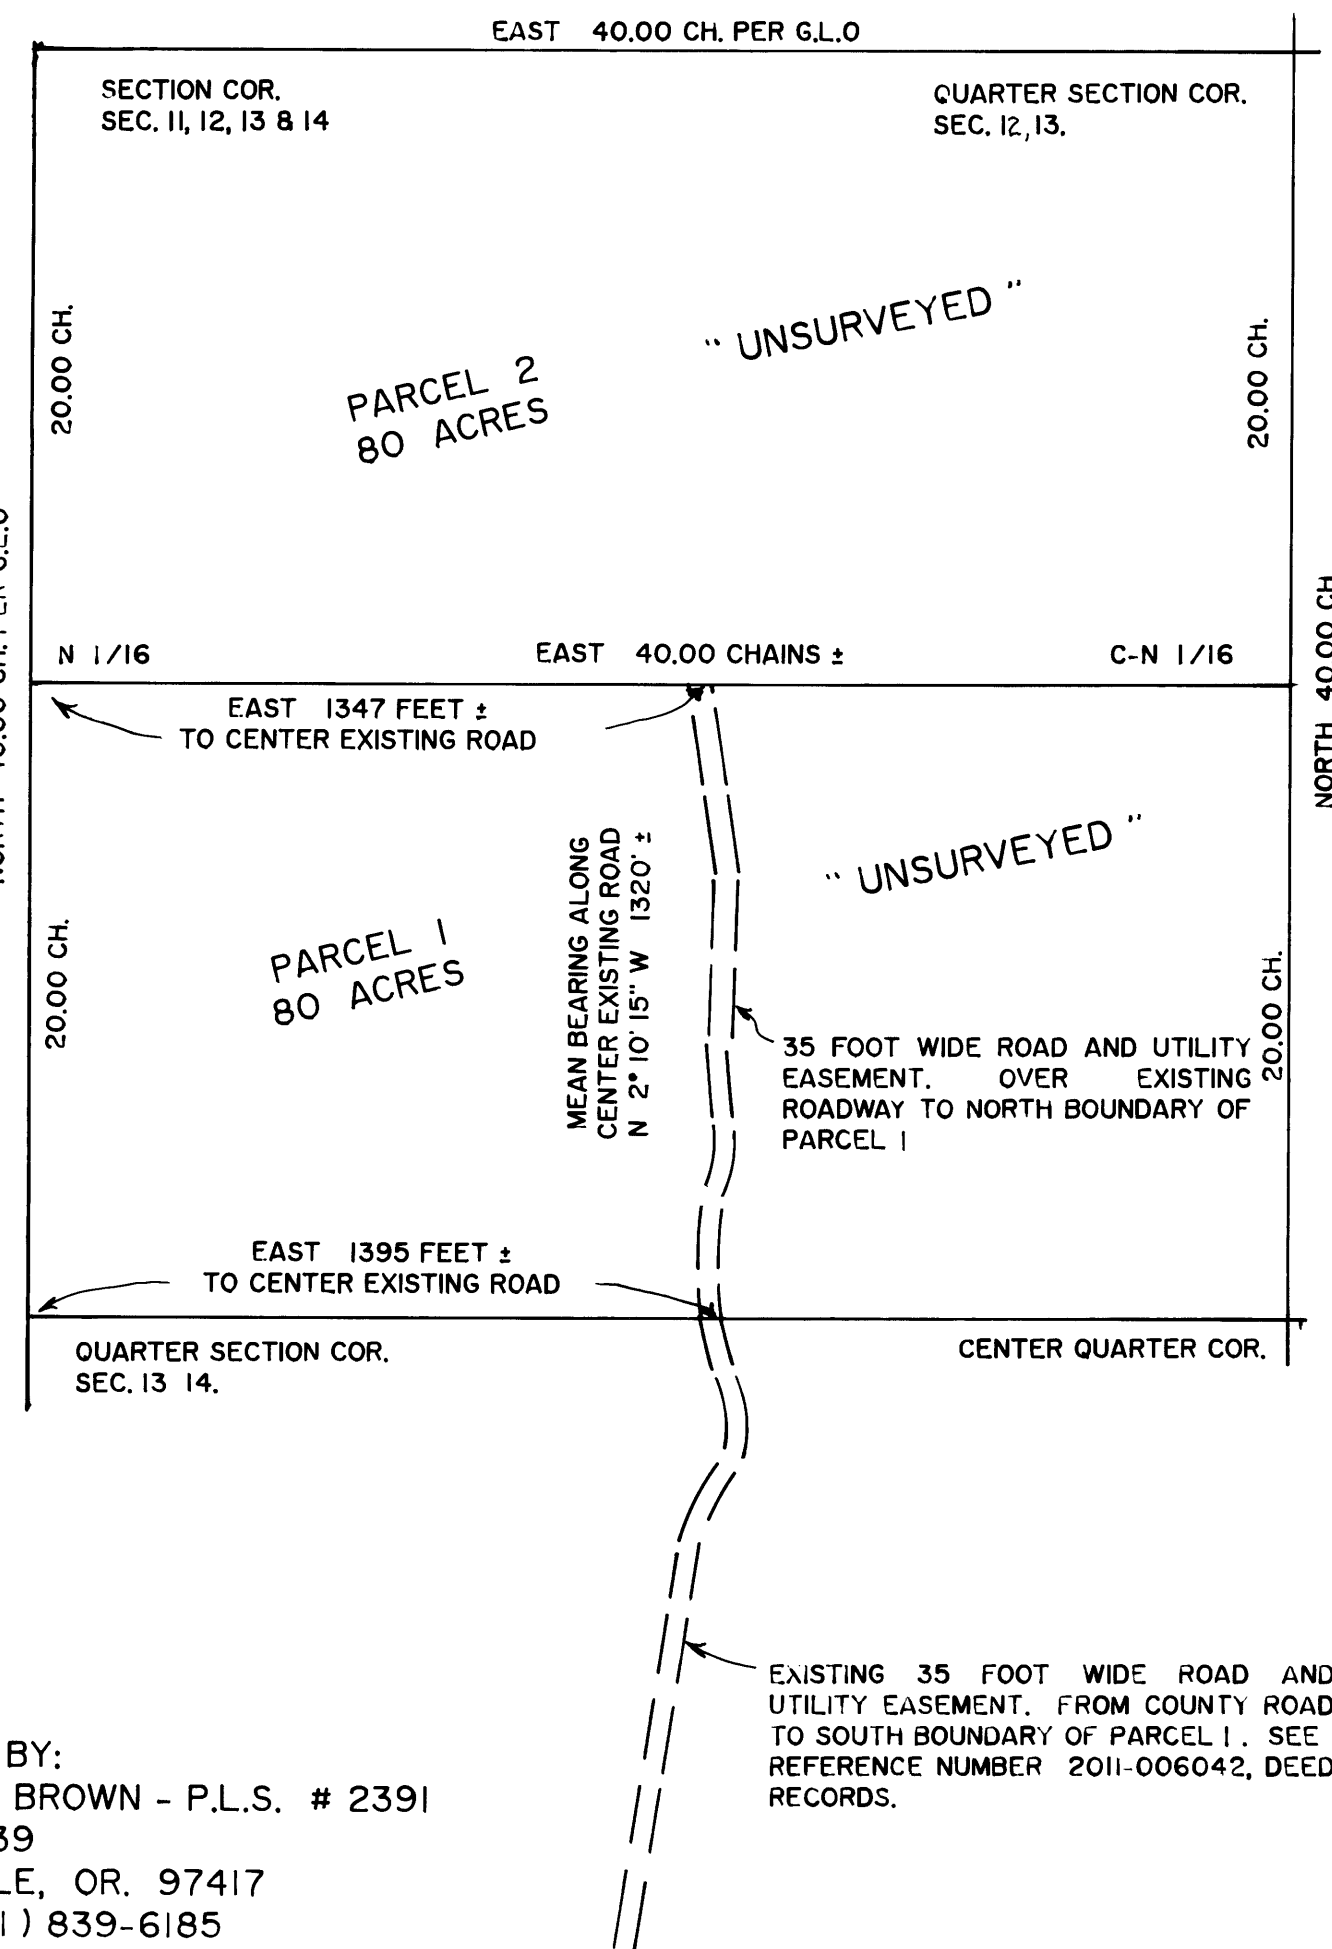 EAST 40.00 CH. PER G.L.O
SECTION COR.
SEC. 11, 12, 13 & 14
QUARTER SECTION COR.
SEC. 12, 13.
20.00 CH.
" UNSURVEYED "
PARCEL 2
80 ACRES
20.00 CH.
N 1/16
EAST 40.00 CHAINS ±
C-N 1/16
NORTH 40.00 CH
EAST 1347 FEET ±
TO CENTER EXISTING ROAD
20.00 CH.
PARCEL 1
80 ACRES
MEAN BEARING ALONG
CENTER EXISTING ROAD
N 2° 10' 15" W 1320' ±
" UNSURVEYED "
20.00 CH.
35 FOOT WIDE ROAD AND UTILITY
EASEMENT. OVER EXISTING
ROADWAY TO NORTH BOUNDARY OF
PARCEL 1
EAST 1395 FEET ±
TO CENTER EXISTING ROAD
QUARTER SECTION COR.
SEC. 13 14.
CENTER QUARTER COR.
EXISTING 35 FOOT WIDE ROAD AND
UTILITY EASEMENT. FROM COUNTY ROAD
TO SOUTH BOUNDARY OF PARCEL 1. SEE
REFERENCE NUMBER 2011-006042, DEED
RECORDS.
BY:
BROWN - P.L.S. # 2391
39
LE, OR. 97417
1) 839-6185